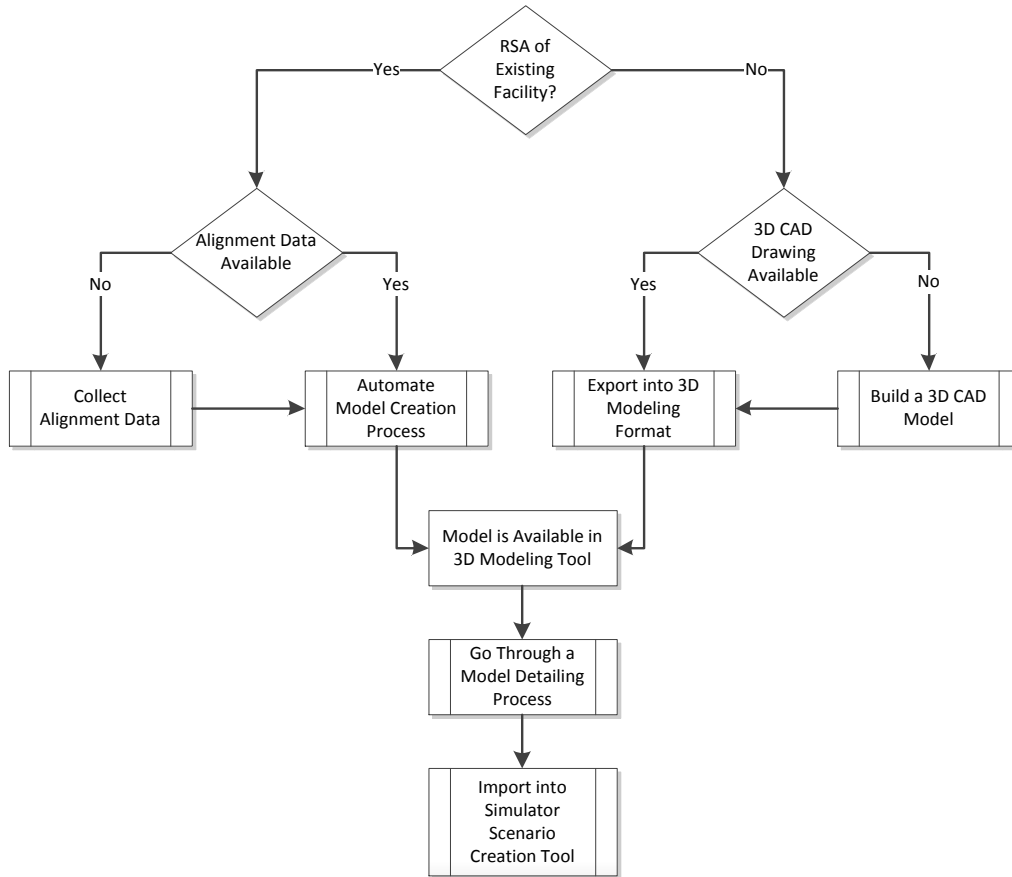 RSA of
Existing
Facility?
Yes
No
Alignment Data
Available
3D CAD
Drawing
Available
No
Yes
Yes
No
Collect
Alignment Data
Automate
Model Creation
Process
Export into 3D
Modeling
Format
Build a 3D CAD
Model
Model is Available in
3D Modeling Tool
Go Through a
Model Detailing
Process
Import into
Simulator
Scenario
Creation Tool